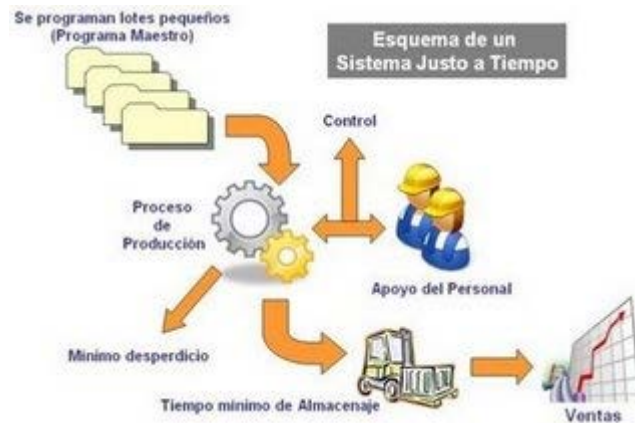 Se programan lotes pequeños
(Programa Maestro)
Esquema de un
Sistema Justo a Tiempo
Control
Proceso
de
Producción
Apoyo del Personal
Mínimo desperdicio
Tiempo mínimo de Almacenaje
Ventas